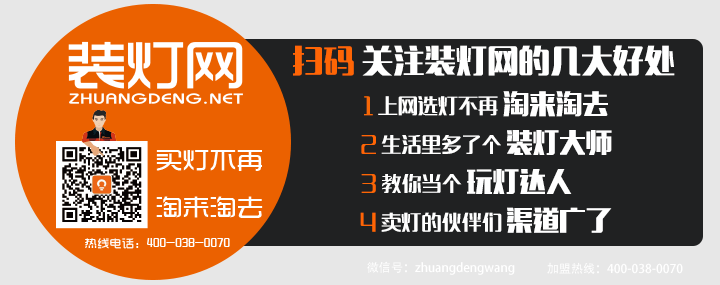 装灯网
ZHUANGDENG.NET
买灯不再
淘来淘去
热线电话：400-038-0070
扫码 关注装灯网的几大好处
1 上网选灯不再 淘来淘去
2 生活里多了个 装灯大师
3 教你当个 玩灯达人
4 卖灯的伙伴们 渠道广了
微信号：zhuangdengwang
加盟热线：400-038-0070